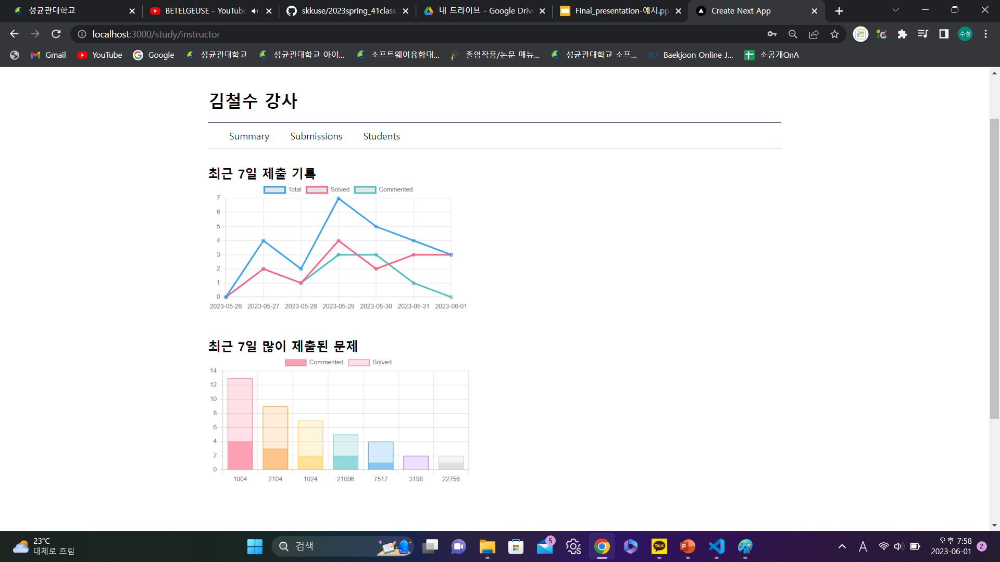 성균관대학교
BETELGEUSE - YouTube
skkuse/2023spring_41class
내 드라이브 - Google Driv
Final_presentation-예시.pp
Create Next App
localhost:3000/study/instructor
수성
Gmail
YouTube
Google
성균관대학교
성균관대학교 아이...
소프트웨어융합대...
졸업작품/논문 매뉴...
성균관대학교 소프...
Baekjoon Online J...
소공개QnA
김철수 강사
Summary Submissions Students
최근 7일 제출 기록
Total Solved Commented
7
6
5
4
3
2
1
0
2023-05-26 2023-05-27 2023-05-28 2023-05-29 2023-05-30 2023-05-31 2023-06-01
최근 7일 많이 제출된 문제
Commented Solved
14
12
10
8
6
4
2
0
1004 2104 1024 21096 7517 3198 22756
23°C
대체로 흐림
검색
5
TALK
P
A
오후 7:58
2023-06-01
2